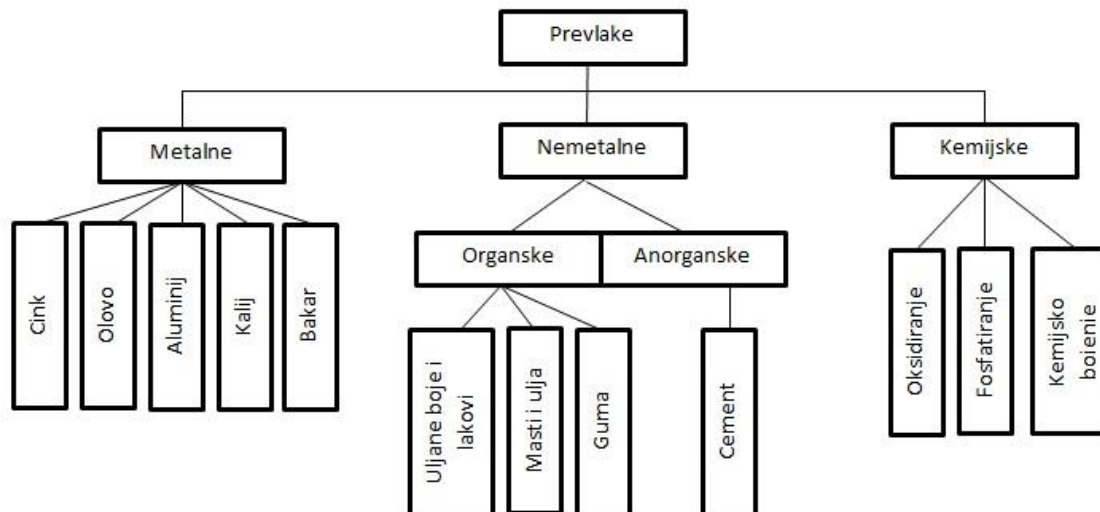 Prevlake
Metalne
Nemetalne
Kemijske
Organske
Anorganske
Cink
Olovo
Aluminij
Kalij
Bakar
Uljane boje i
lakovi
Masti i ulja
Guma
Cement
Oksidiranje
Fosfatiranje
Kemijsko
boienie